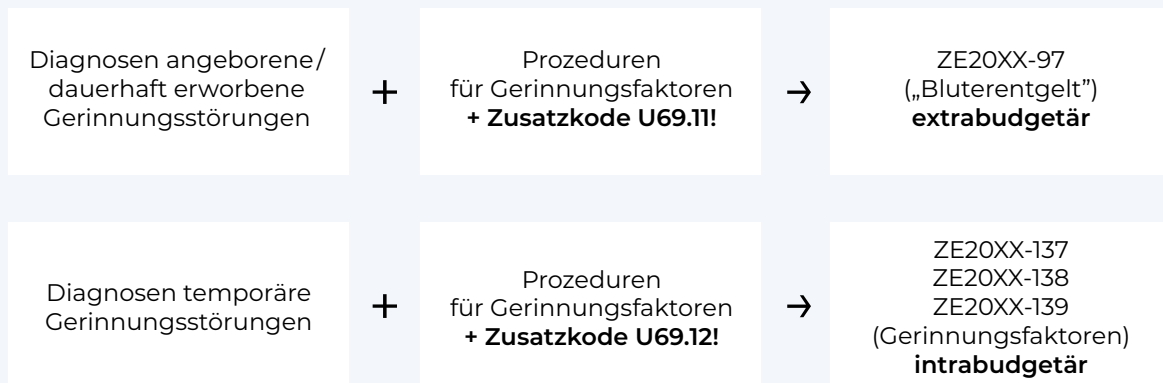 Diagnosen angeborene/
dauerhaft erworbene
Gerinnungsstörungen
+
Prozeduren
für Gerinnungsfaktoren
+ Zusatzkode U69.11!
→
ZE20XX-97
(„Bluterentgelt”)
extrabudgetär
Diagnosen temporäre
Gerinnungsstörungen
+
Prozeduren
für Gerinnungsfaktoren
+ Zusatzkode U69.12!
→
ZE20XX-137
ZE20XX-138
ZE20XX-139
(Gerinnungsfaktoren)
intrabudgetär